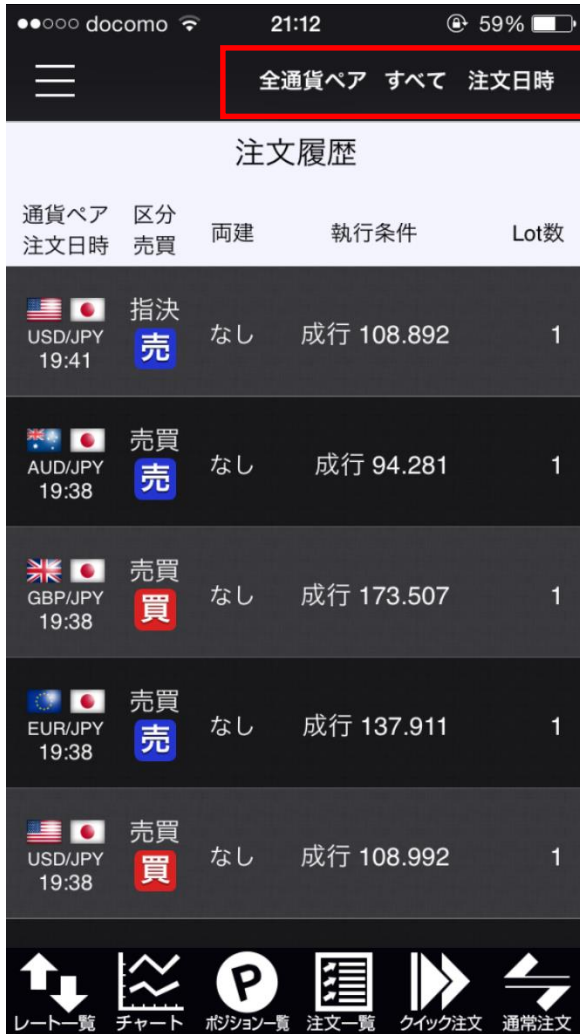 docomo 21:12 59%
全通貨ペア すべて 注文日時
注文履歴
通貨ペア 区分 両建 執行条件 Lot数
注文日時 売買
指決
USD/JPY 売 なし 成行 108.892 1
19:41
売買
AUD/JPY 売 なし 成行 94.281 1
19:38
売買
GBP/JPY 買 なし 成行 173.507 1
19:38
売買
EUR/JPY 売 なし 成行 137.911 1
19:38
売買
USD/JPY 買 なし 成行 108.992 1
19:38
P
レート一覧 チャート ポジション一覧 注文一覧 クイック注文 通常注文